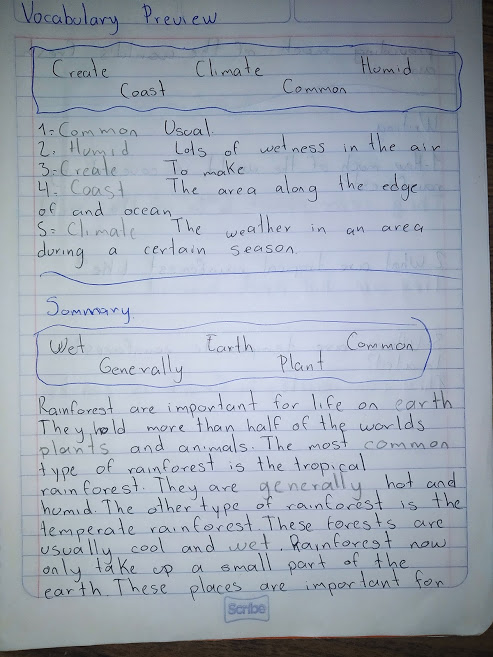 Vocabulary Preview
Create Climate Humid
Coast Common
1= Common Usual.
2. Humid Lots of wetness in the air
3=Create To make
4= Coast The area along the edge
of and ocean
5= Climate The weather in an area
during a certain season.
Summary
Wet Earth Common
Generally Plant
Rainforest are important for life on earth
They hold more than half of the worlds
plants and animals. The most common
type of rainforest is the tropical
rainforest. They are generally hot and
humid. The other type of rainforest is the
temperate rainforest. These forests are
usually cool and wet. Rainforest now
only take up a small part of the
earth. These places are important for
Scribe